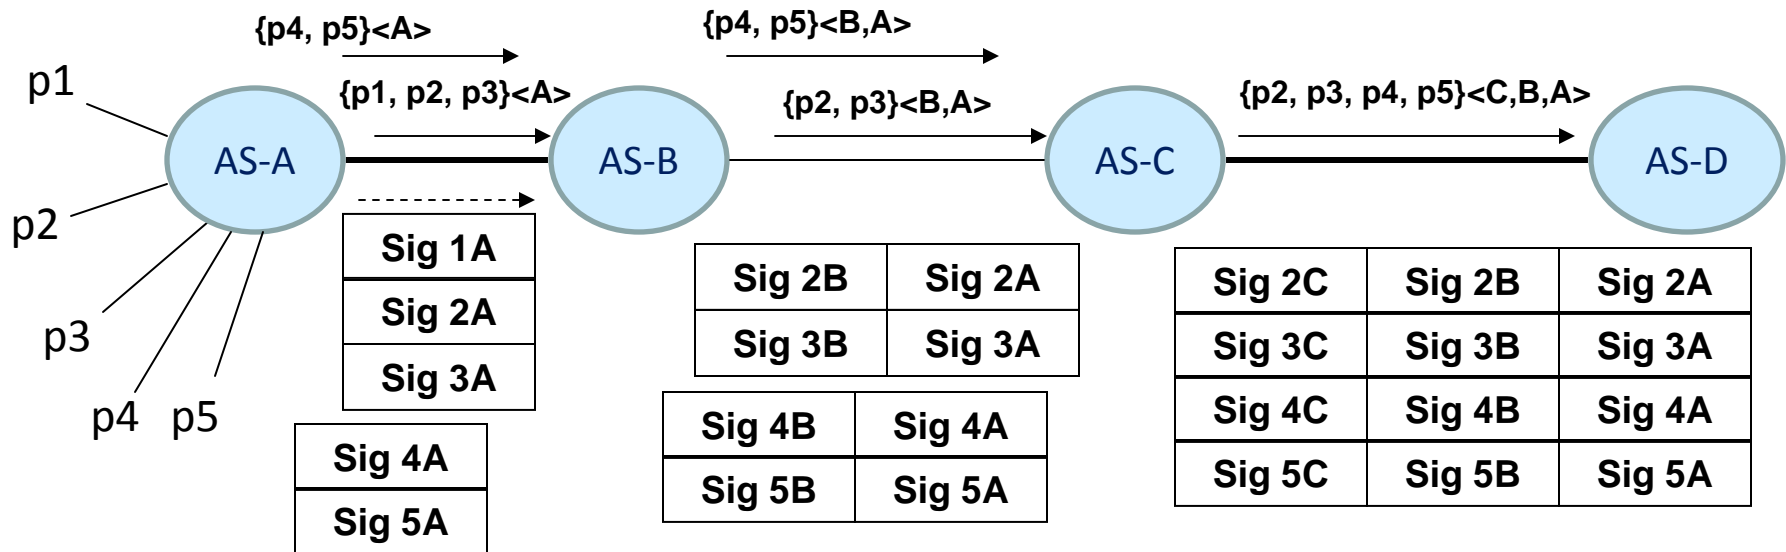 {p4, p5}<A>
{p4, p5}<B,A>
{p1, p2, p3}<A>
{p2, p3}<B,A>
{p2, p3, p4, p5}<C,B,A>
p1
p2
p3
p4
p5
AS-A
AS-B
AS-C
AS-D
Sig 1A
Sig 2A
Sig 3A
Sig 4A
Sig 5A
Sig 2B Sig 2A
Sig 3B Sig 3A
Sig 4B Sig 4A
Sig 5B Sig 5A
Sig 2C Sig 2B Sig 2A
Sig 3C Sig 3B Sig 3A
Sig 4C Sig 4B Sig 4A
Sig 5C Sig 5B Sig 5A